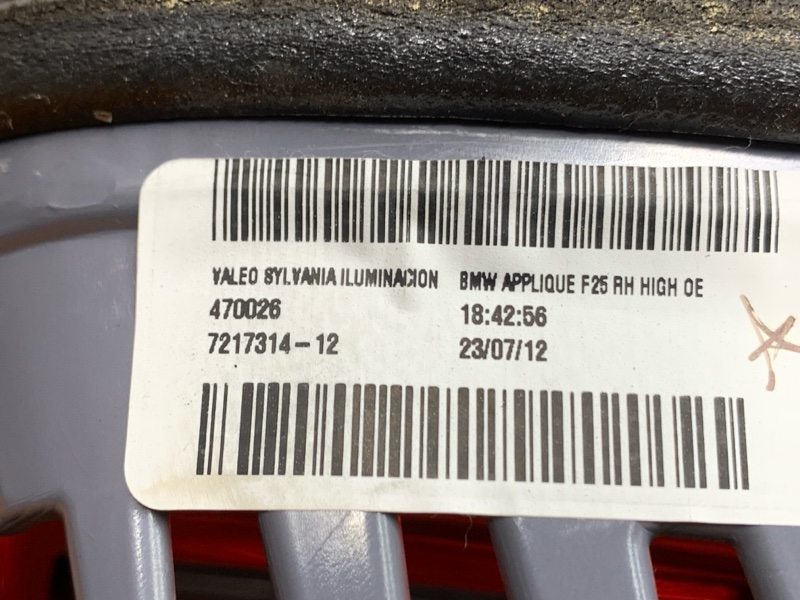 VALEO SYLVANIA ILUMINACION BMW APPLIQUE F25 RH HIGH OE
470026 18:42:56
7217314-12 23/07/12